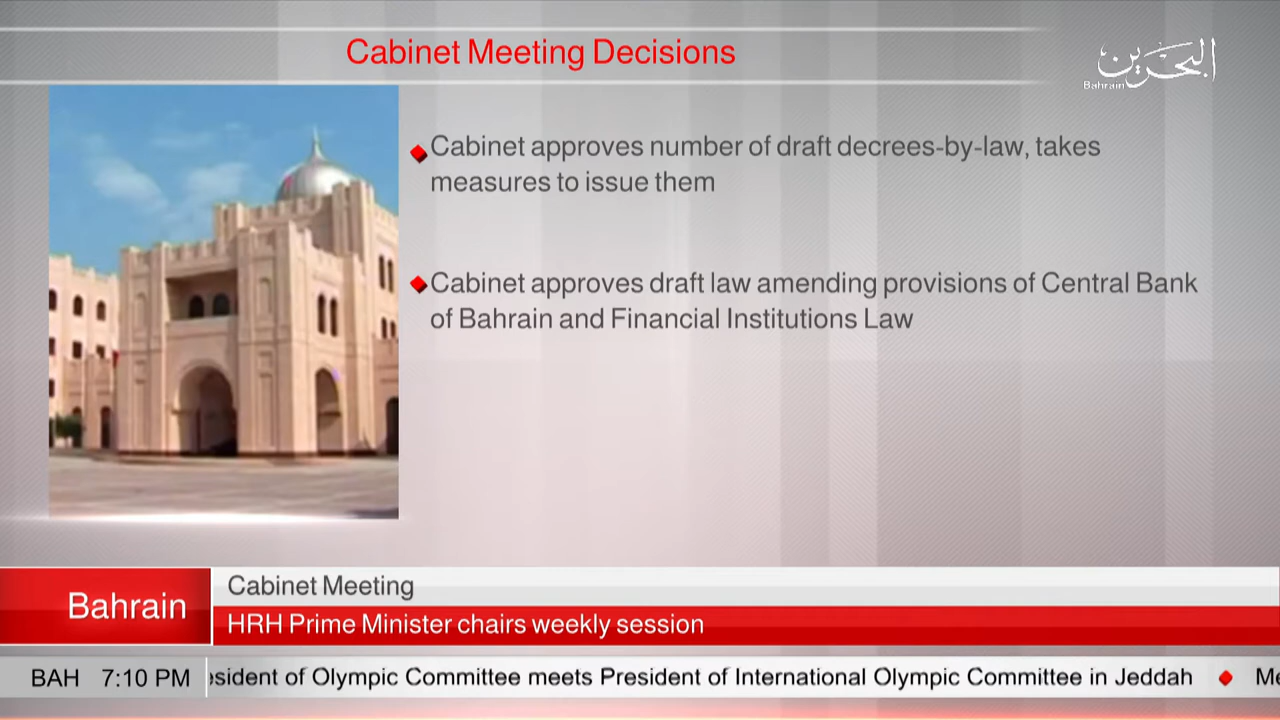 Cabinet Meeting Decisions
البحرين
Bahrain
Cabinet approves number of draft decrees-by-law, takes
measures to issue them
Cabinet approves draft law amending provisions of Central Bank
of Bahrain and Financial Institutions Law
Bahrain
Cabinet Meeting
HRH Prime Minister chairs weekly session
BAH 7:10 PM
esident of Olympic Committee meets President of International Olympic Committee in Jeddah